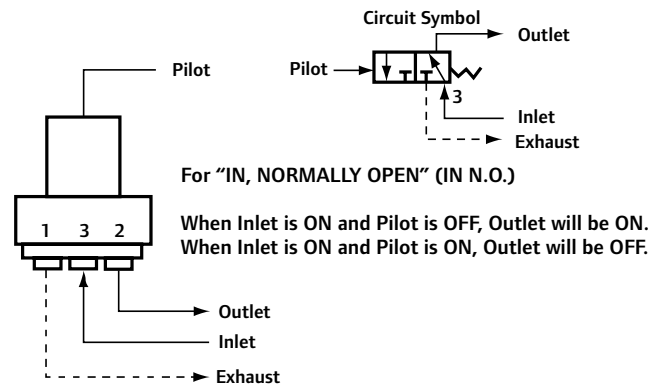 Circuit Symbol
Outlet
Pilot
Pilot
3
Inlet
Exhaust
For “IN, NORMALLY OPEN” (IN N.O.)
When Inlet is ON and Pilot is OFF, Outlet will be ON.
When Inlet is ON and Pilot is ON, Outlet will be OFF.
1 3 2
Outlet
Inlet
Exhaust